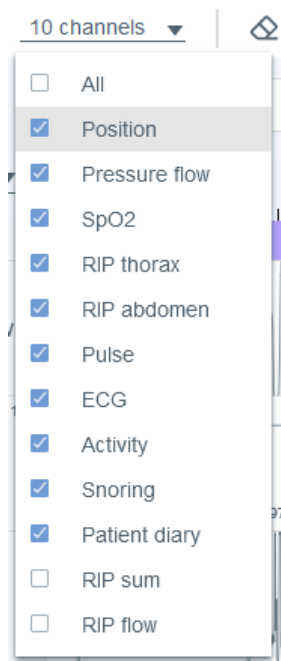 10 channels
All
Position
Pressure flow
SpO2
RIP thorax
RIP abdomen
Pulse
ECG
Activity
Snoring
Patient diary
RIP sum
RIP flow